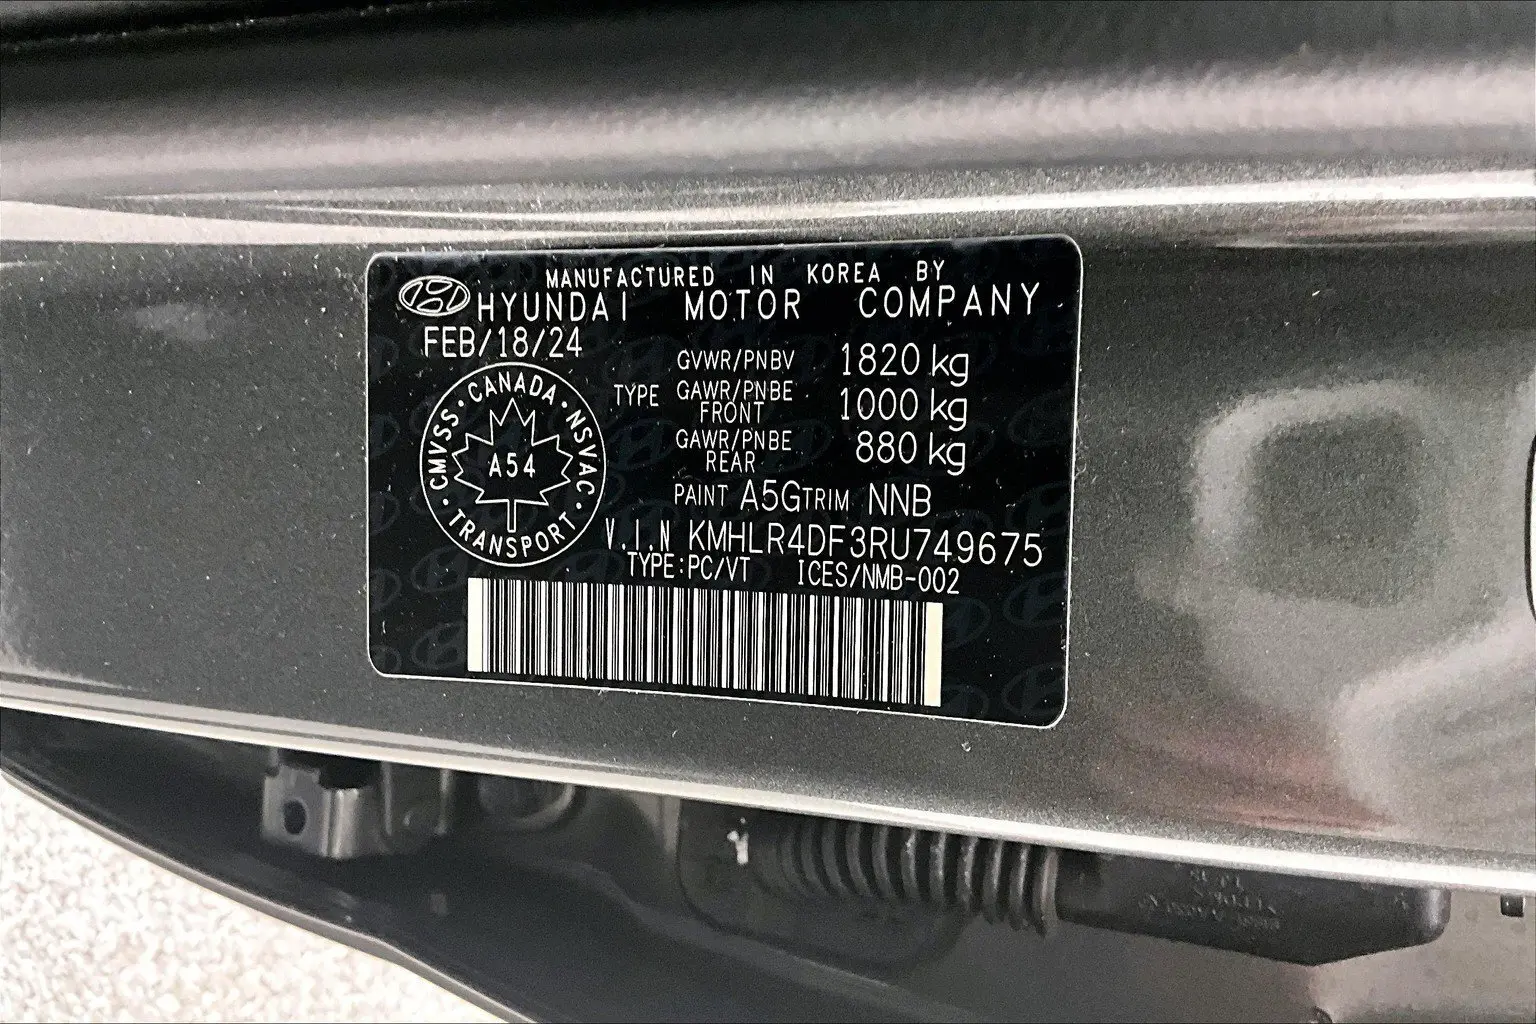 MANUFACTURED IN KOREA BY
HYUNDAI MOTOR COMPANY
FEB/18/24
GVWR/PNBV 1820 kg
TYPE GAWR/PNBE FRONT 1000 kg
GAWR/PNBE REAR 880 kg
CANADA · NSVAC · TRANSPORT · CMVSS ·
A54
PAINT A5G TRIM NNB
V.I.N KMHLR4DF3RU749675
TYPE:PC/VT ICES/NMB-002